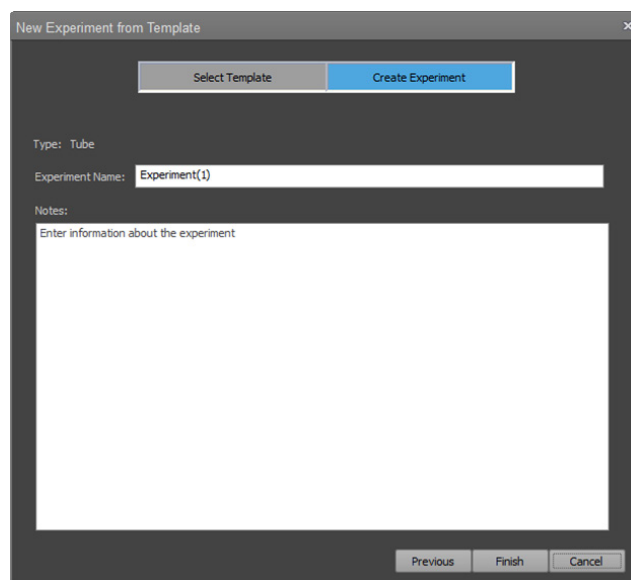 New Experiment from Template
Select Template Create Experiment
Type: Tube
Experiment Name: Experiment(1)
Notes:
Enter information about the experiment
Previous Finish Cancel